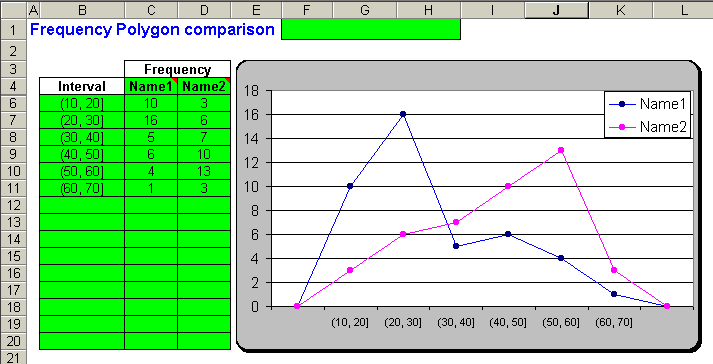 A B C D E F G H I J K L
1 Frequency Polygon comparison
2
3 Frequency
4 Interval Name1 Name2
6 (10, 20] 10 3
7 (20, 30] 16 6
8 (30, 40] 5 7
9 (40, 50] 6 10
10 (50, 60] 4 13
11 (60, 70] 1 3
12
13
14
15
16
17
18
19
20
21
18
16
14
12
10
8
6
4
2
0
(10, 20] (20, 30] (30, 40] (40, 50] (50, 60] (60, 70]
Name1
Name2